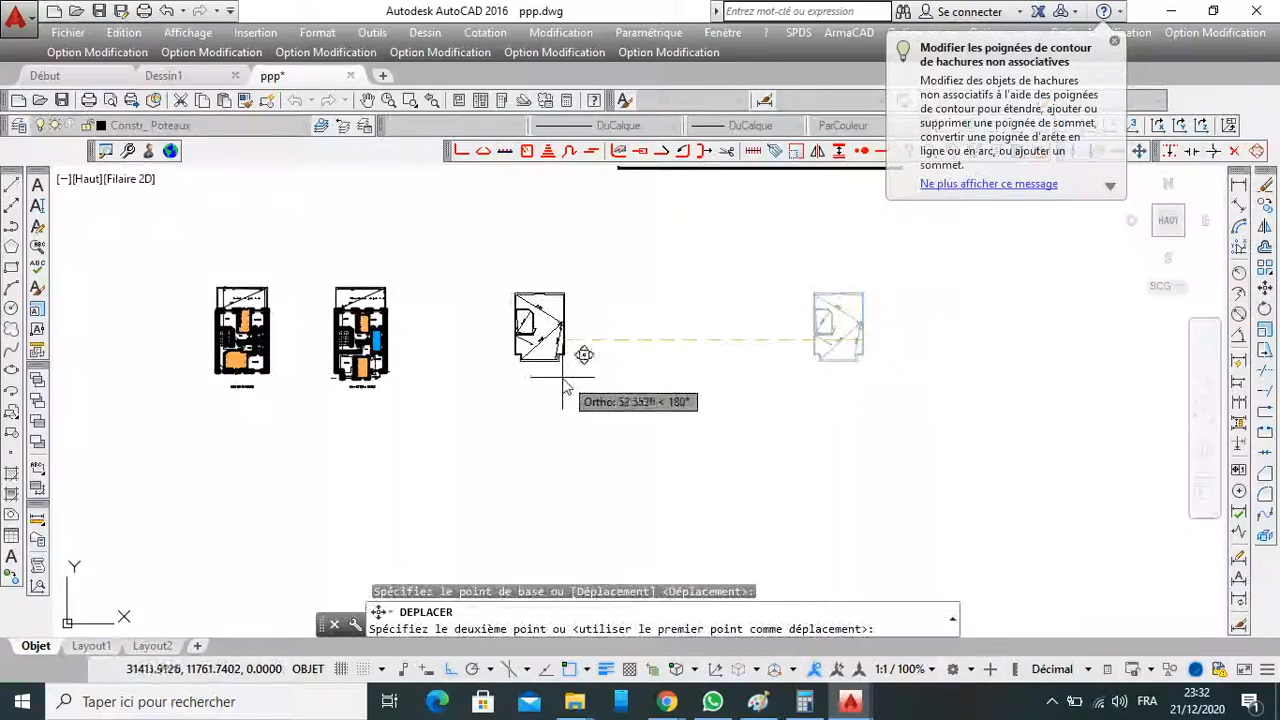 Autodesk AutoCAD 2016 ppp.dwg
Entrez mot-clé ou expression
Se connecter
Fichier Edition Affichage Insertion Format Outils Dessin Cotation Modification Paramétrique Fenêtre ? SPDS ArmaCAD
Option Modification
Option Modification Option Modification Option Modification Option Modification Option Modification Option Modification
Début Dessin1 ppp*
Modifier les poignées de contour
de hachures non associatives
Modifiez des objets de hachures
non associatifs à l'aide des poignées
de contour pour étendre, ajouter ou
supprimer une poignée de sommet,
convertir une poignée d'arête en
ligne ou en arc, ou ajouter un
sommet.
Ne plus afficher ce message
Constr_ Poteaux DuCalque DuCalque ParCouleur
[−][Haut][Filaire 2D]
N
O HAUT E
S
SCG
Y
X
Spécifiez le point de base ou [Déplacement] <Déplacement>:
DEPLACER
Spécifiez le deuxième point ou <utiliser le premier point comme déplacement>:
Objet Layout1 Layout2 +
OBJET 1:1 / 100% Décimal
Taper ici pour rechercher
FRA
23:32
21/12/2020